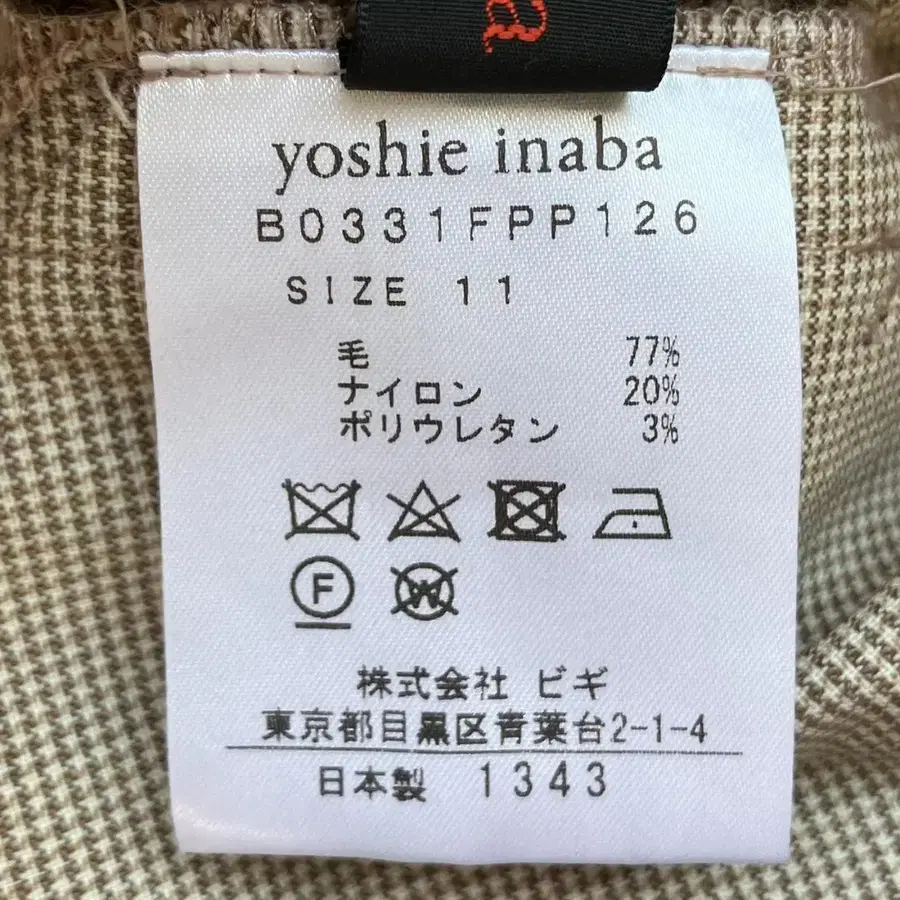 a
yoshie inaba
B0331FPP126
SIZE 11
毛 77%
ナイロン 20%
ポリウレタン 3%
F W
株式会社 ビギ
東京都目黒区青葉台2-1-4
日本製 1343